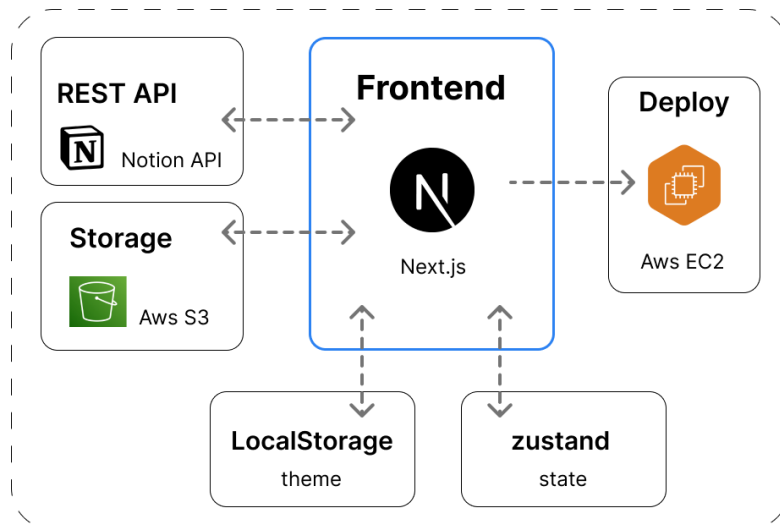 REST API
Notion API
Storage
Aws S3
Frontend
Next.js
Deploy
Aws EC2
LocalStorage
theme
zustand
state